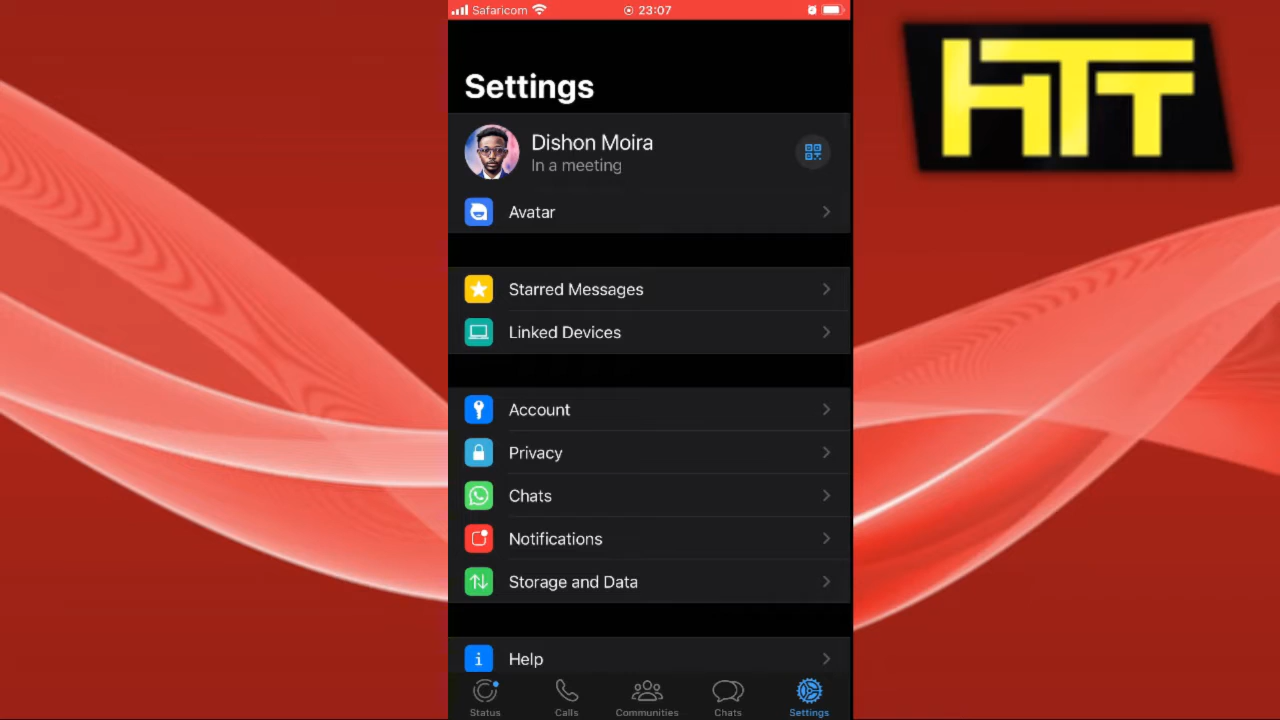 Safaricom 23:07
HTT
Settings
Dishon Moira
In a meeting
Avatar
Starred Messages
Linked Devices
Account
Privacy
Chats
Notifications
Storage and Data
Help
Status Calls Communities Chats Settings